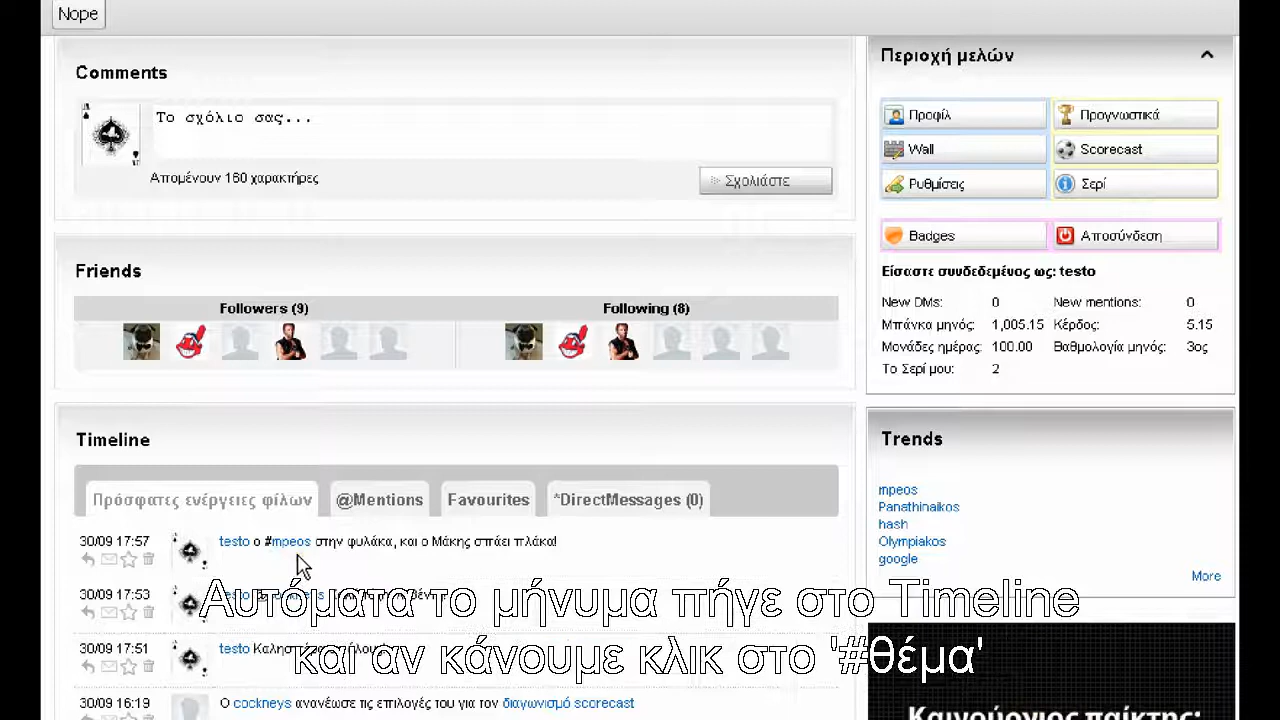 Nope
Comments
Το σχόλιο σας...
Απομένουν 160 χαρακτήρες
Σχολιάστε
Friends
Followers (9)
Following (8)
Timeline
Πρόσφατες ενέργειες φίλων
@Mentions
Favourites
*DirectMessages (0)
30/09 17:57
testo ο #mpeos στην φυλάκα, και ο Μάκης σπάει πλάκα!
30/09 17:53
testo
30/09 17:51
testo
30/09 16:19
Ο cockneys ανανέωσε τις επιλογές του για τον διαγωνισμό scorecast
Αυτόματα το μήνυμα πήγε στο Timeline
και αν κάνουμε κλικ στο '#θέμα'
Περιοχή μελών
Προφίλ
Προγνωστικά
Wall
Scorecast
Ρυθμίσεις
Σερί
Badges
Αποσύνδεση
Είσαστε συνδεδεμένος ως: testo
New DMs: 0 New mentions: 0
Μπάνκα μηνός: 1,005.15 Κέρδος: 5.15
Μονάδες ημέρας: 100.00 Βαθμολογία μηνός: 3ος
Το Σερί μου: 2
Trends
mpeos
Panathinaikos
hash
Olympiakos
google
More
Καινούργιος παίκτης;